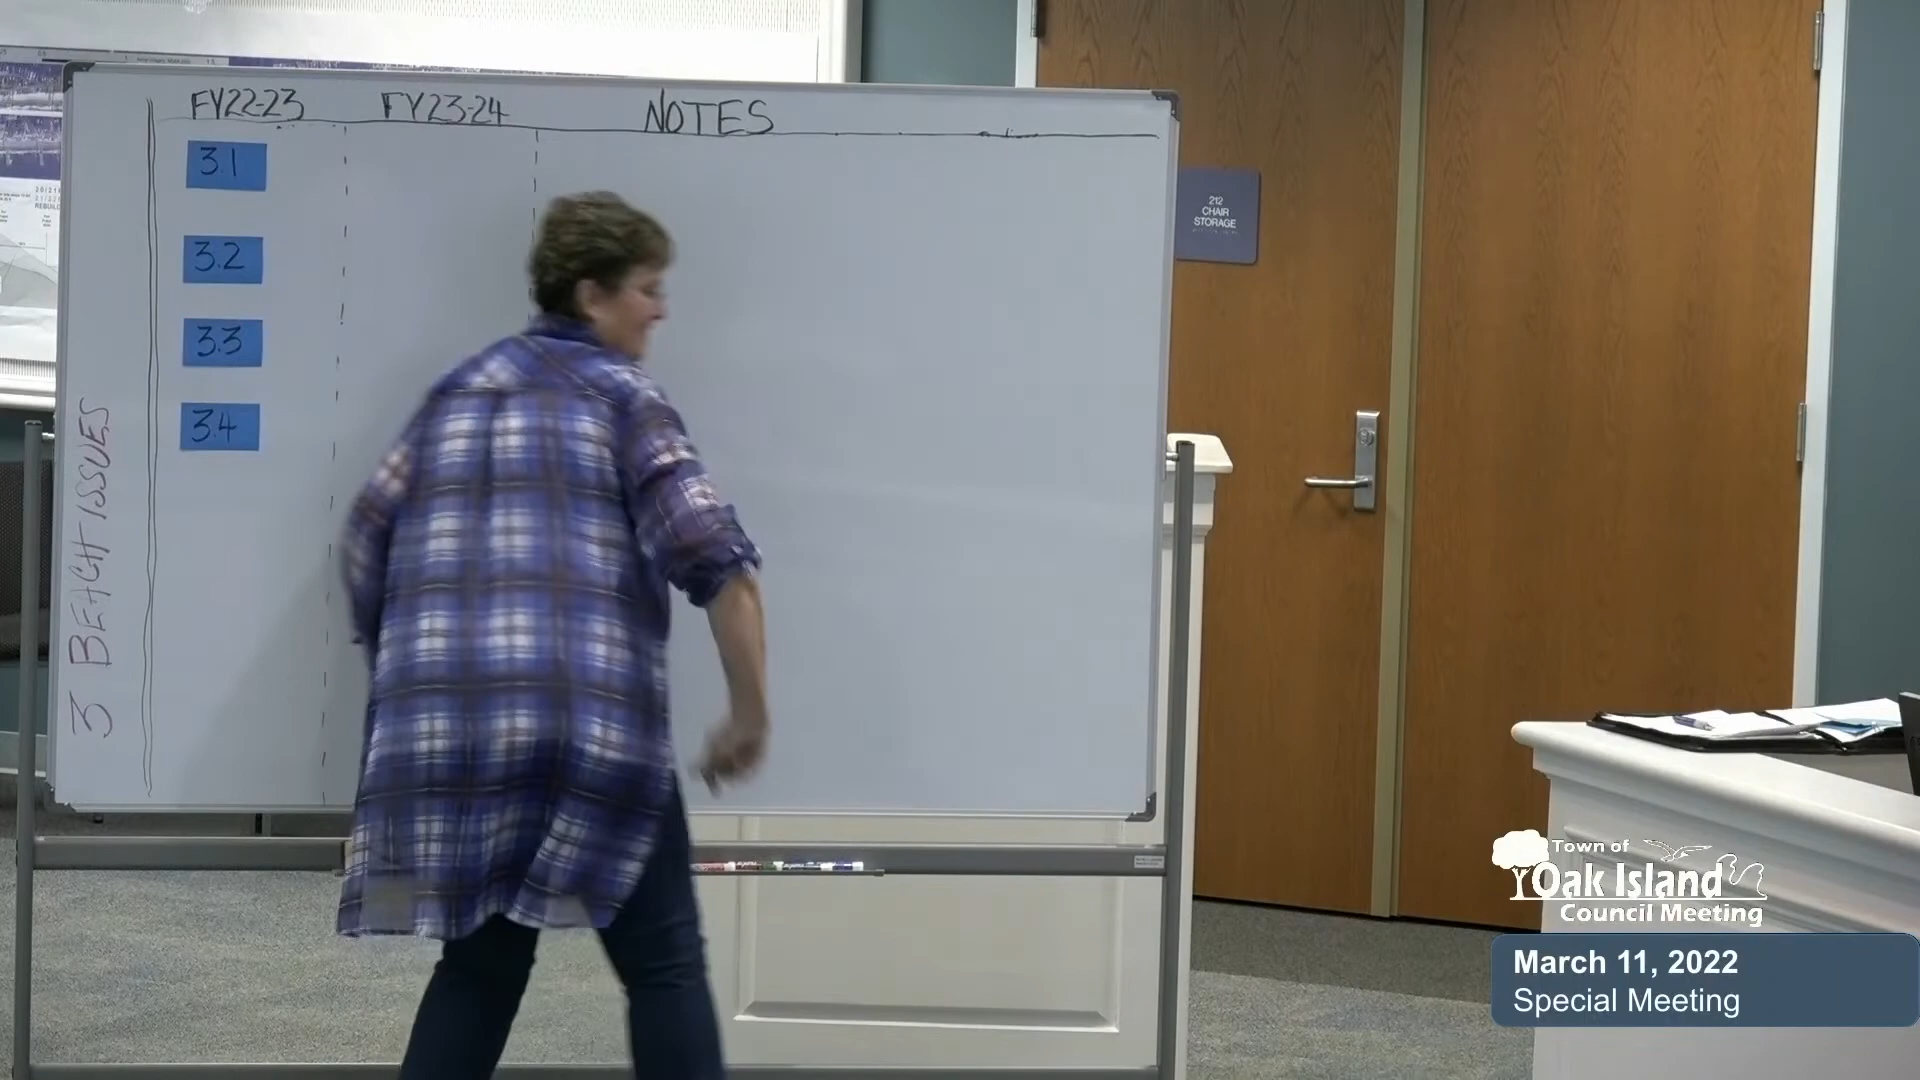 FY22-23 FY23-24 NOTES
3.1
3.2
3.3
3.4
3 BEACH ISSUES
212
CHAIR
STORAGE
REBUILD
Town of
Oak Island
Council Meeting
March 11, 2022
Special Meeting